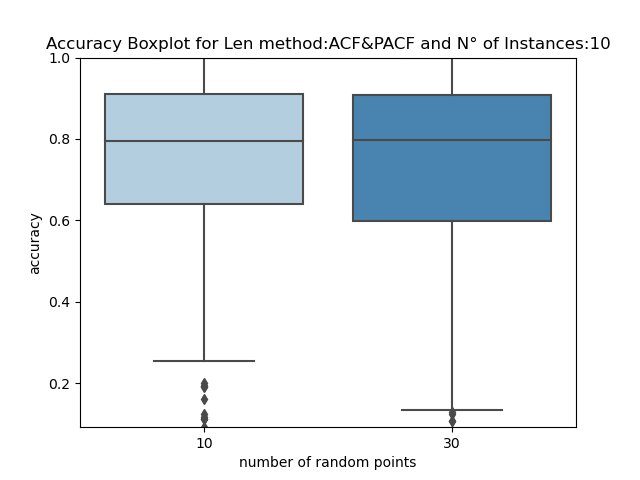 Accuracy Boxplot for Len method:ACF&PACF and N° of Instances:10
1.0
0.8
0.6
0.4
0.2
accuracy
10 30
number of random points